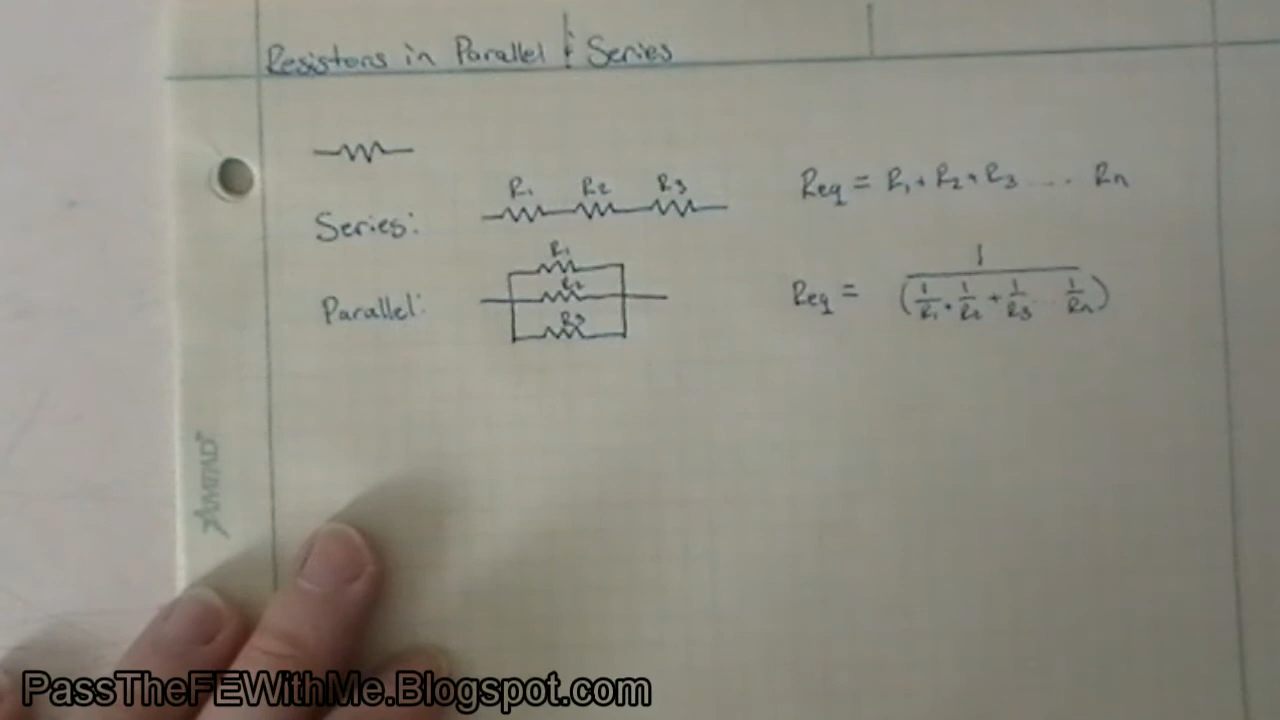 Resistors in Parallel & Series
R1 R2 R3
Req = R1 + R2 + R3 .... Rn
Series:
R1
R2
R3
Parallel:
Req = 1 / (1/R1 + 1/R2 + 1/R3 ... 1/Rn)
AMPAD™
PassTheFEWithMe.Blogspot.com